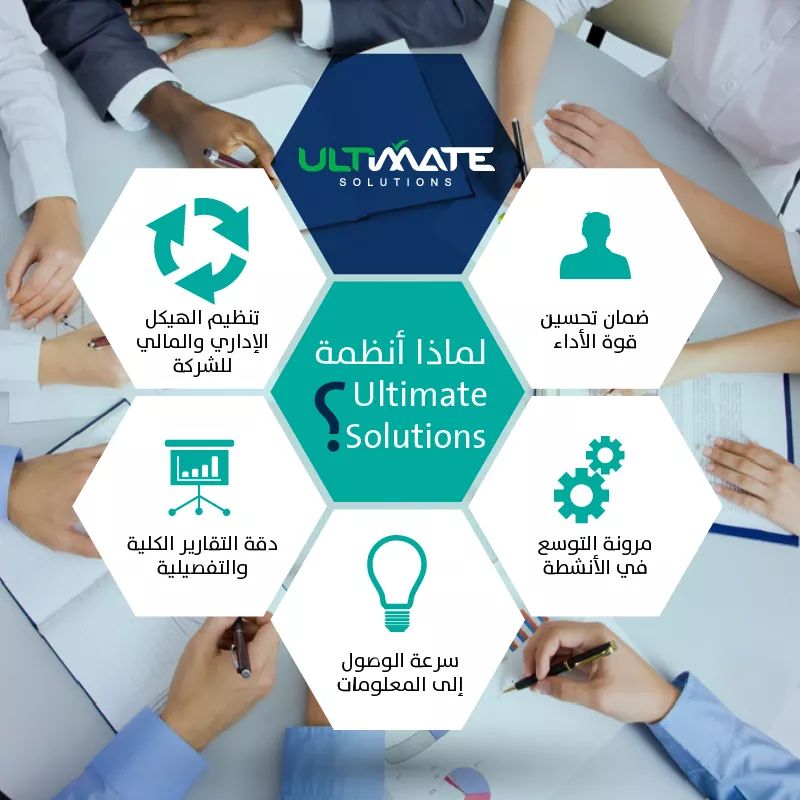 ULTIMATE
SOLUTIONS
ضمان تحسين
قوة الأداء
تنظيم الهيكل
الإداري والمالي
للشركة
لماذا أنظمة
Ultimate
Solutions
؟
مرونة التوسع
في الأنشطة
دقة التقارير الكلية
والتفصيلية
سرعة الوصول
إلى المعلومات